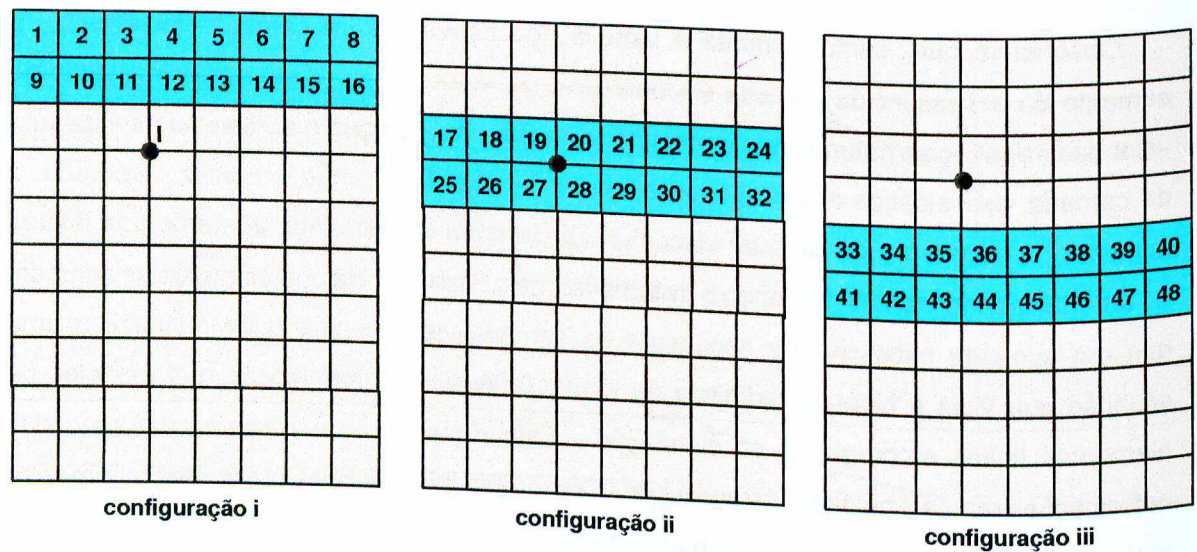 1 2 3 4 5 6 7 8
9 10 11 12 13 14 15 16
I
configuração i
17 18 19 20 21 22 23 24
25 26 27 28 29 30 31 32
configuração ii
33 34 35 36 37 38 39 40
41 42 43 44 45 46 47 48
configuração iii